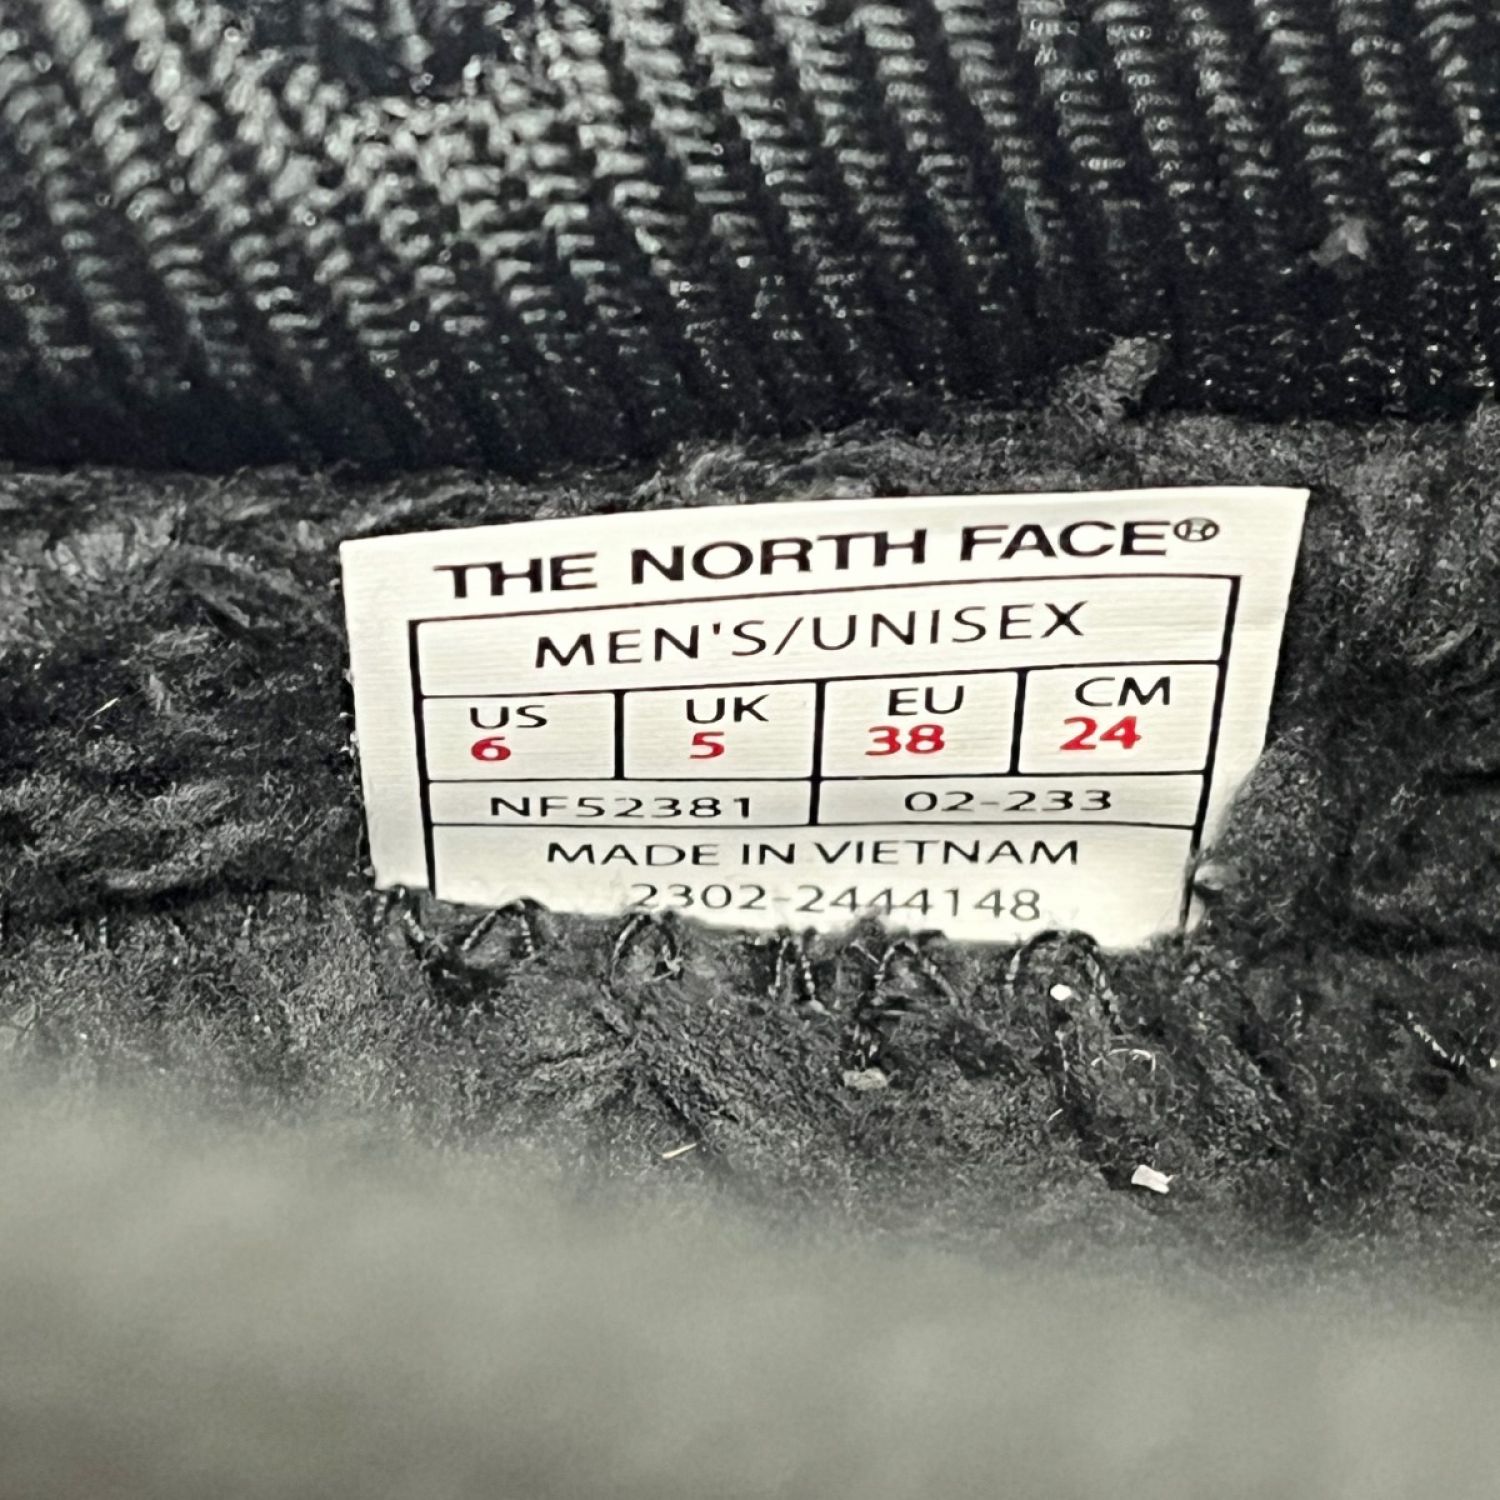 THE NORTH FACE®
MEN'S/UNISEX
US UK EU CM
6 5 38 24
NF52381 02-233
MADE IN VIETNAM
2302-2444148